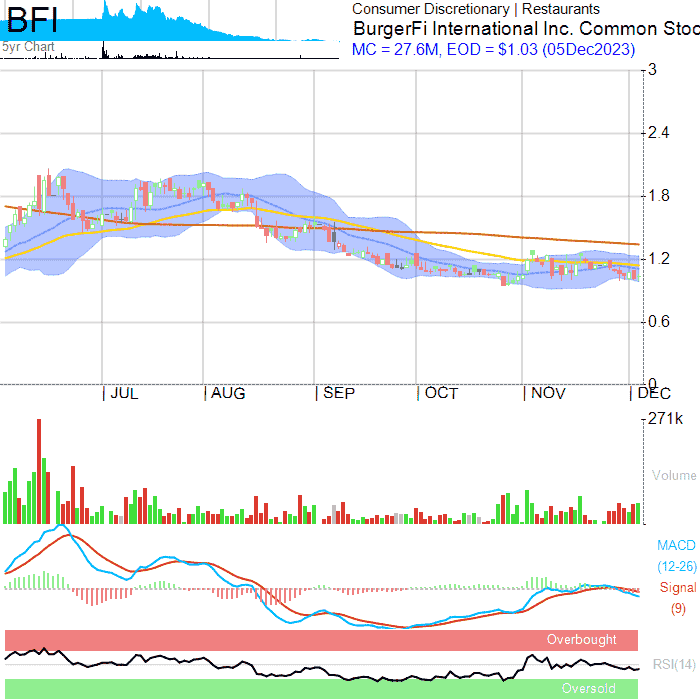 BFI
Consumer Discretionary | Restaurants
BurgerFi International Inc. Common Stoc
MC = 27.6M, EOD = $1.03 (05Dec2023)
5yr Chart
3
2.4
1.8
1.2
0.6
0
JUL AUG SEP OCT NOV DEC
271k
Volume
MACD
(12-26)
Signal
(9)
Overbought
RSI(14)
Oversold